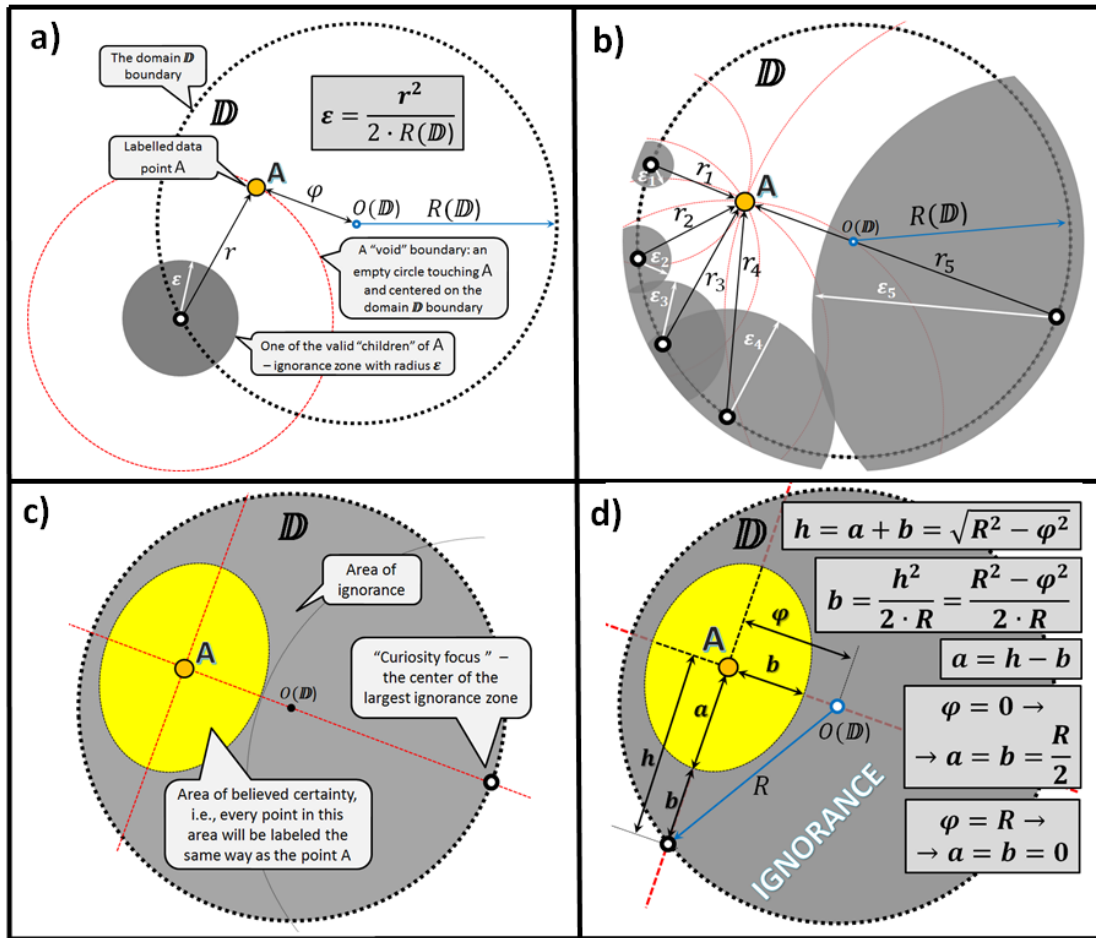 a)
The domain 𝔻
boundary
𝔻
ε = r² / (2 · R(𝔻))
Labelled data
point A
A
φ
O(𝔻)
R(𝔻)
r
ε
A "void" boundary: an
empty circle touching A
and centered on the
domain 𝔻 boundary
One of the valid "children" of A
– ignorance zone with radius ε
b)
𝔻
ε₁
r₁
A
r₂
O(𝔻)
R(𝔻)
ε₂
r₃
r₄
r₅
ε₃
ε₅
ε₄
c)
𝔻
Area of
ignorance
A
O(𝔻)
"Curiosity focus " –
the center of the
largest ignorance zone
Area of believed certainty,
i.e., every point in this
area will be labeled the
same way as the point A
d)
𝔻
h = a + b = √(R² − φ²)
b = h² / (2 · R) = (R² − φ²) / (2 · R)
φ
A
b
a = h − b
a
O(𝔻)
φ = 0 →
→ a = b = R/2
h
b
R
IGNORANCE
φ = R →
→ a = b = 0